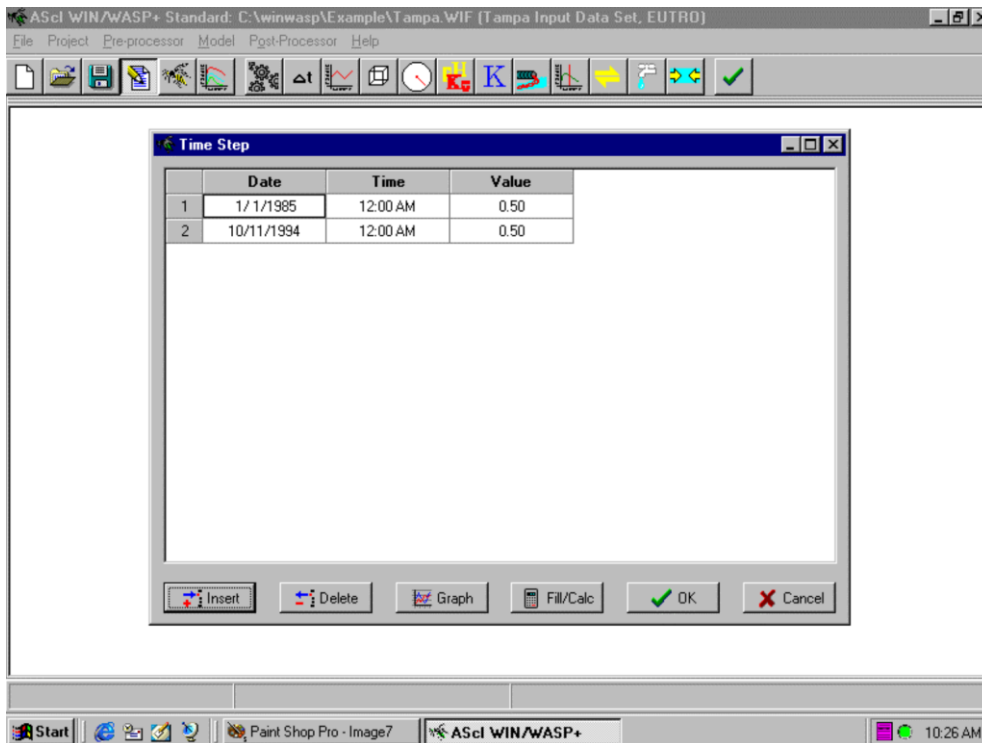 AScI WIN/WASP+ Standard: C:\winwasp\Example\Tampa.WIF (Tampa Input Data Set, EUTRO)
File Project Pre-processor Model Post-Processor Help
Δt K
Time Step
Date Time Value
1 1/ 1/1985 12:00 AM 0.50
2 10/11/1994 12:00 AM 0.50
Insert Delete Graph Fill/Calc OK Cancel
Start Paint Shop Pro - Image7 AScI WIN/WASP+ 10:26 AM